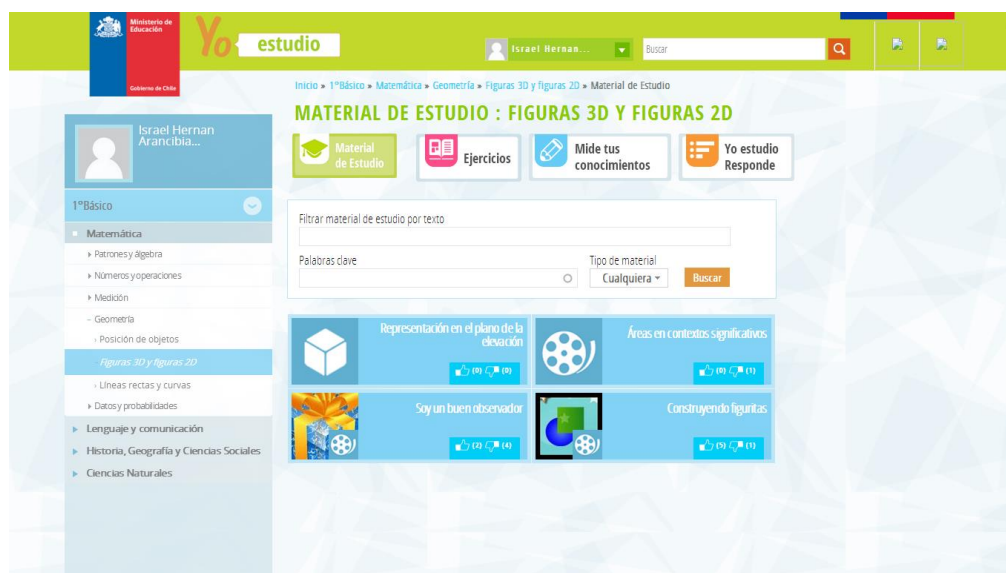 Ministerio de
Educación
Gobierno de Chile
Yo estudio
Israel Hernan...
Buscar
Inicio » 1°Básico » Matemática » Geometría » Figuras 3D y figuras 2D » Material de Estudio
MATERIAL DE ESTUDIO : FIGURAS 3D Y FIGURAS 2D
Material
de Estudio
Ejercicios
Mide tus
conocimientos
Yo estudio
Responde
Israel Hernan
Arancibia...
1°Básico
Matemática
Patrones y álgebra
Números y operaciones
Medición
Geometría
Posición de objetos
Figuras 3D y figuras 2D
Líneas rectas y curvas
Datos y probabilidades
Lenguaje y comunicación
Historia, Geografía y Ciencias Sociales
Ciencias Naturales
Filtrar material de estudio por texto
Palabras clave
Tipo de material
Cualquiera
Buscar
Representación en el plano de la
elevación
(0) (0)
Áreas en contextos significativos
(0) (1)
Soy un buen observador
(2) (4)
Construyendo figuritas
(5) (1)